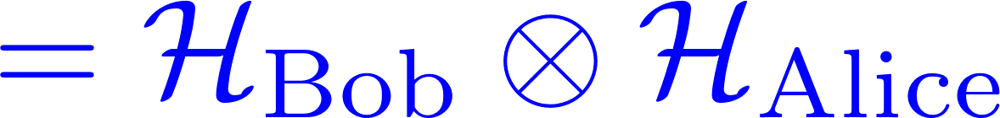 = ℋ_Bob ⊗ ℋ_Alice